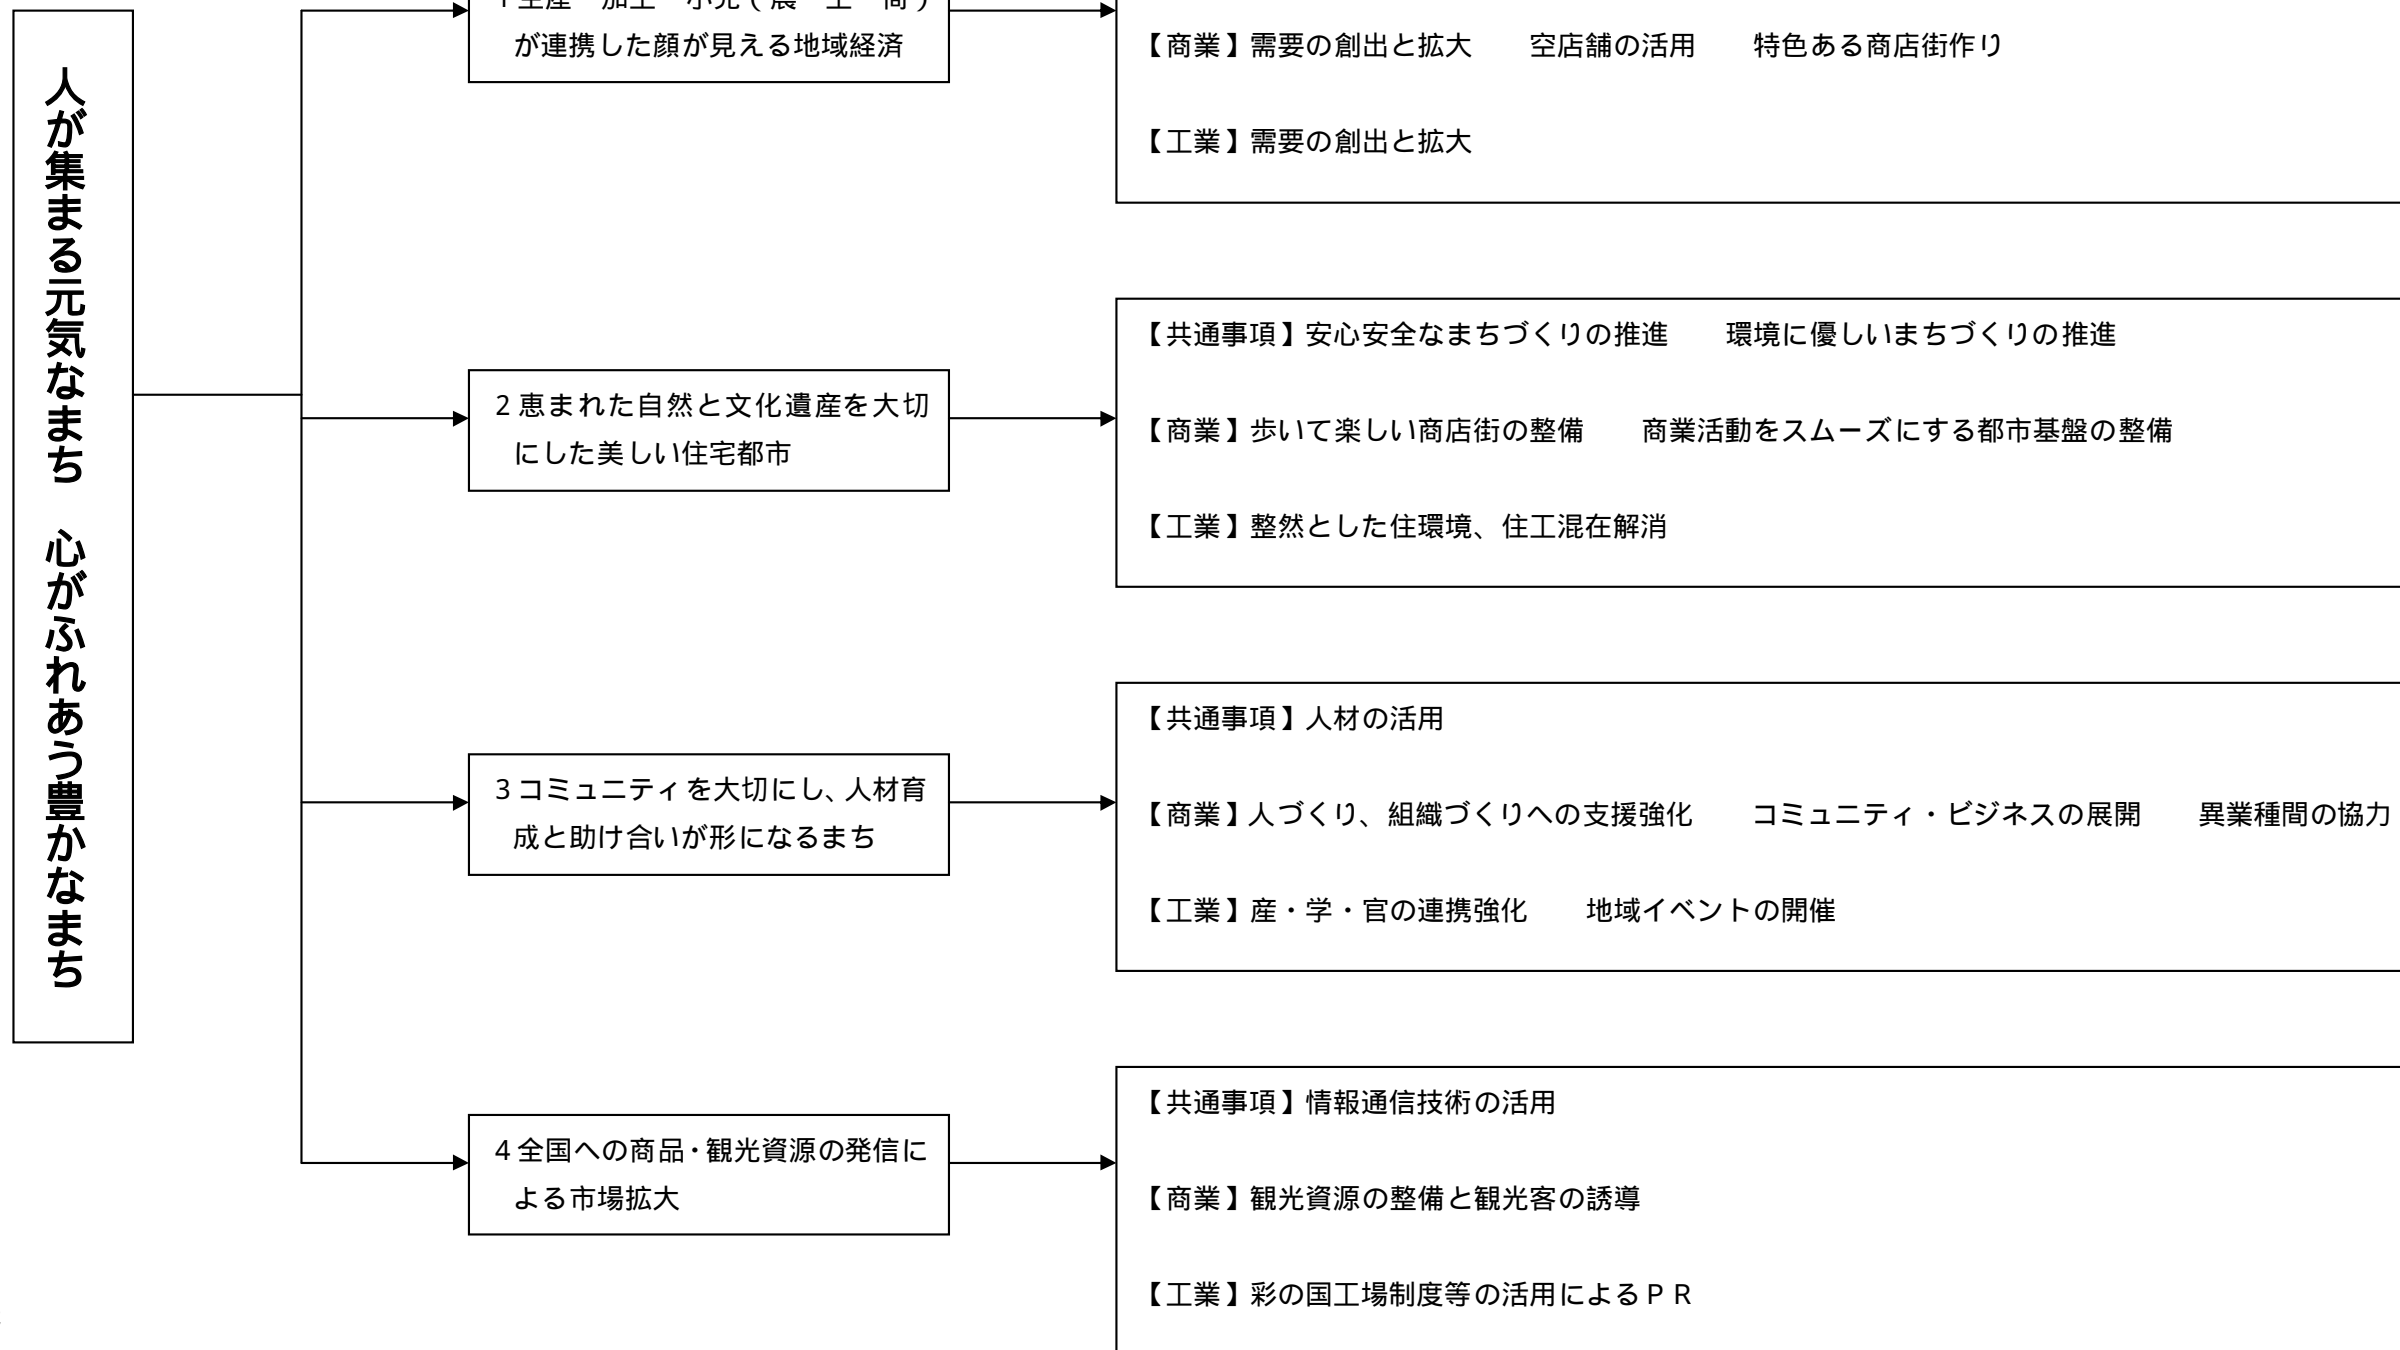 人が集まる元気なまち　心がふれあう豊かなまち
が連携した顔が見える地域経済
【商業】需要の創出と拡大　　空店舗の活用　　特色ある商店街作り
【工業】需要の創出と拡大
2 恵まれた自然と文化遺産を大切
にした美しい住宅都市
【共通事項】安心安全なまちづくりの推進　　環境に優しいまちづくりの推進
【商業】歩いて楽しい商店街の整備　　商業活動をスムーズにする都市基盤の整備
【工業】整然とした住環境、住工混在解消
3 コミュニティを大切にし、人材育
成と助け合いが形になるまち
【共通事項】人材の活用
【商業】人づくり、組織づくりへの支援強化　　コミュニティ・ビジネスの展開　　異業種間の協力
【工業】産・学・官の連携強化　　地域イベントの開催
4 全国への商品・観光資源の発信に
よる市場拡大
【共通事項】情報通信技術の活用
【商業】観光資源の整備と観光客の誘導
【工業】彩の国工場制度等の活用によるＰＲ